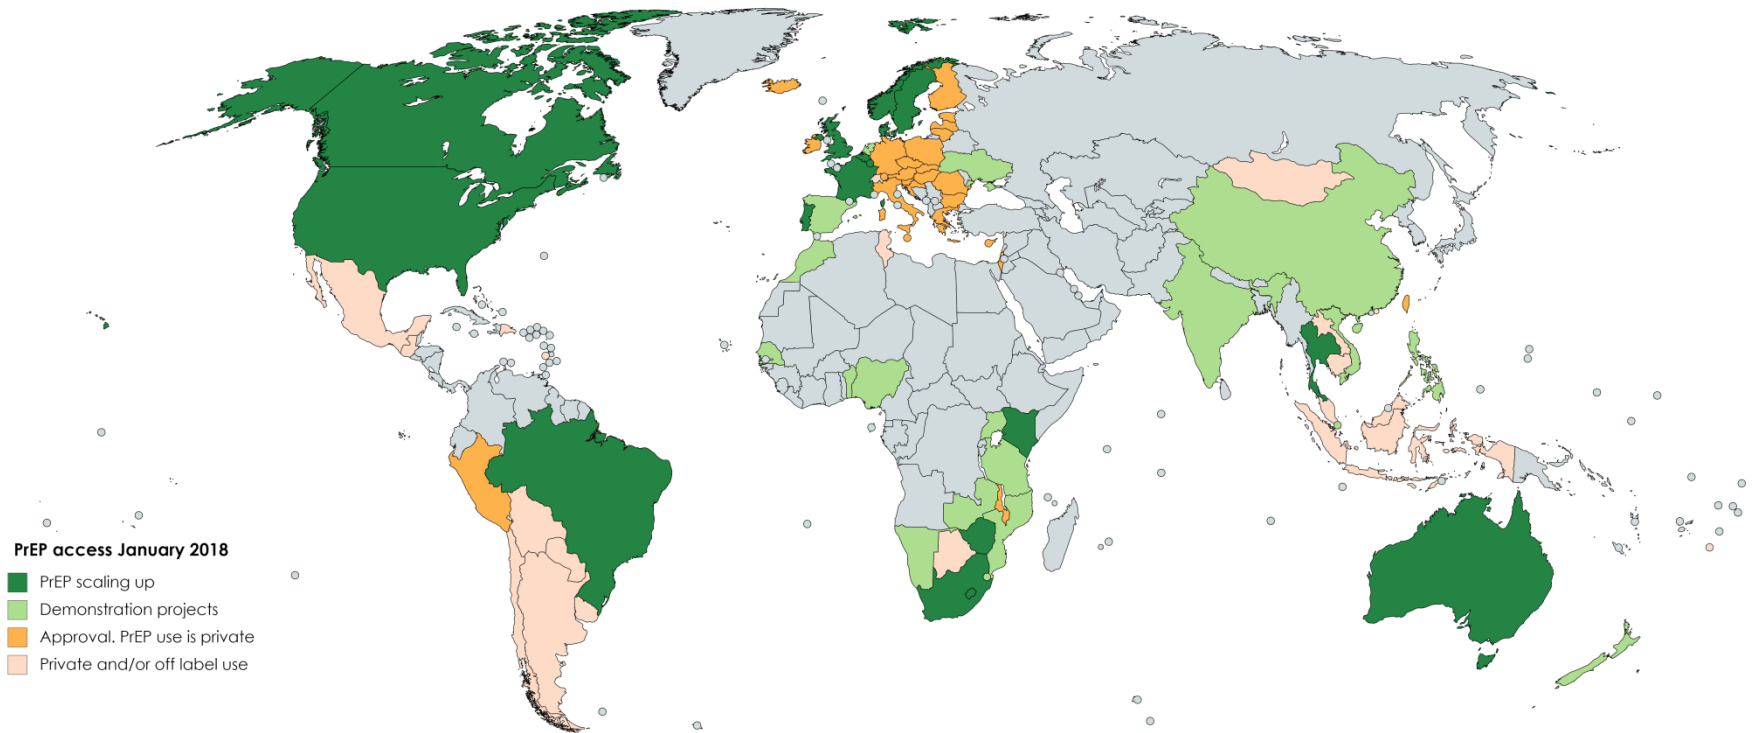 PrEP access January 2018
PrEP scaling up
Demonstration projects
Approval. PrEP use is private
Private and/or off label use